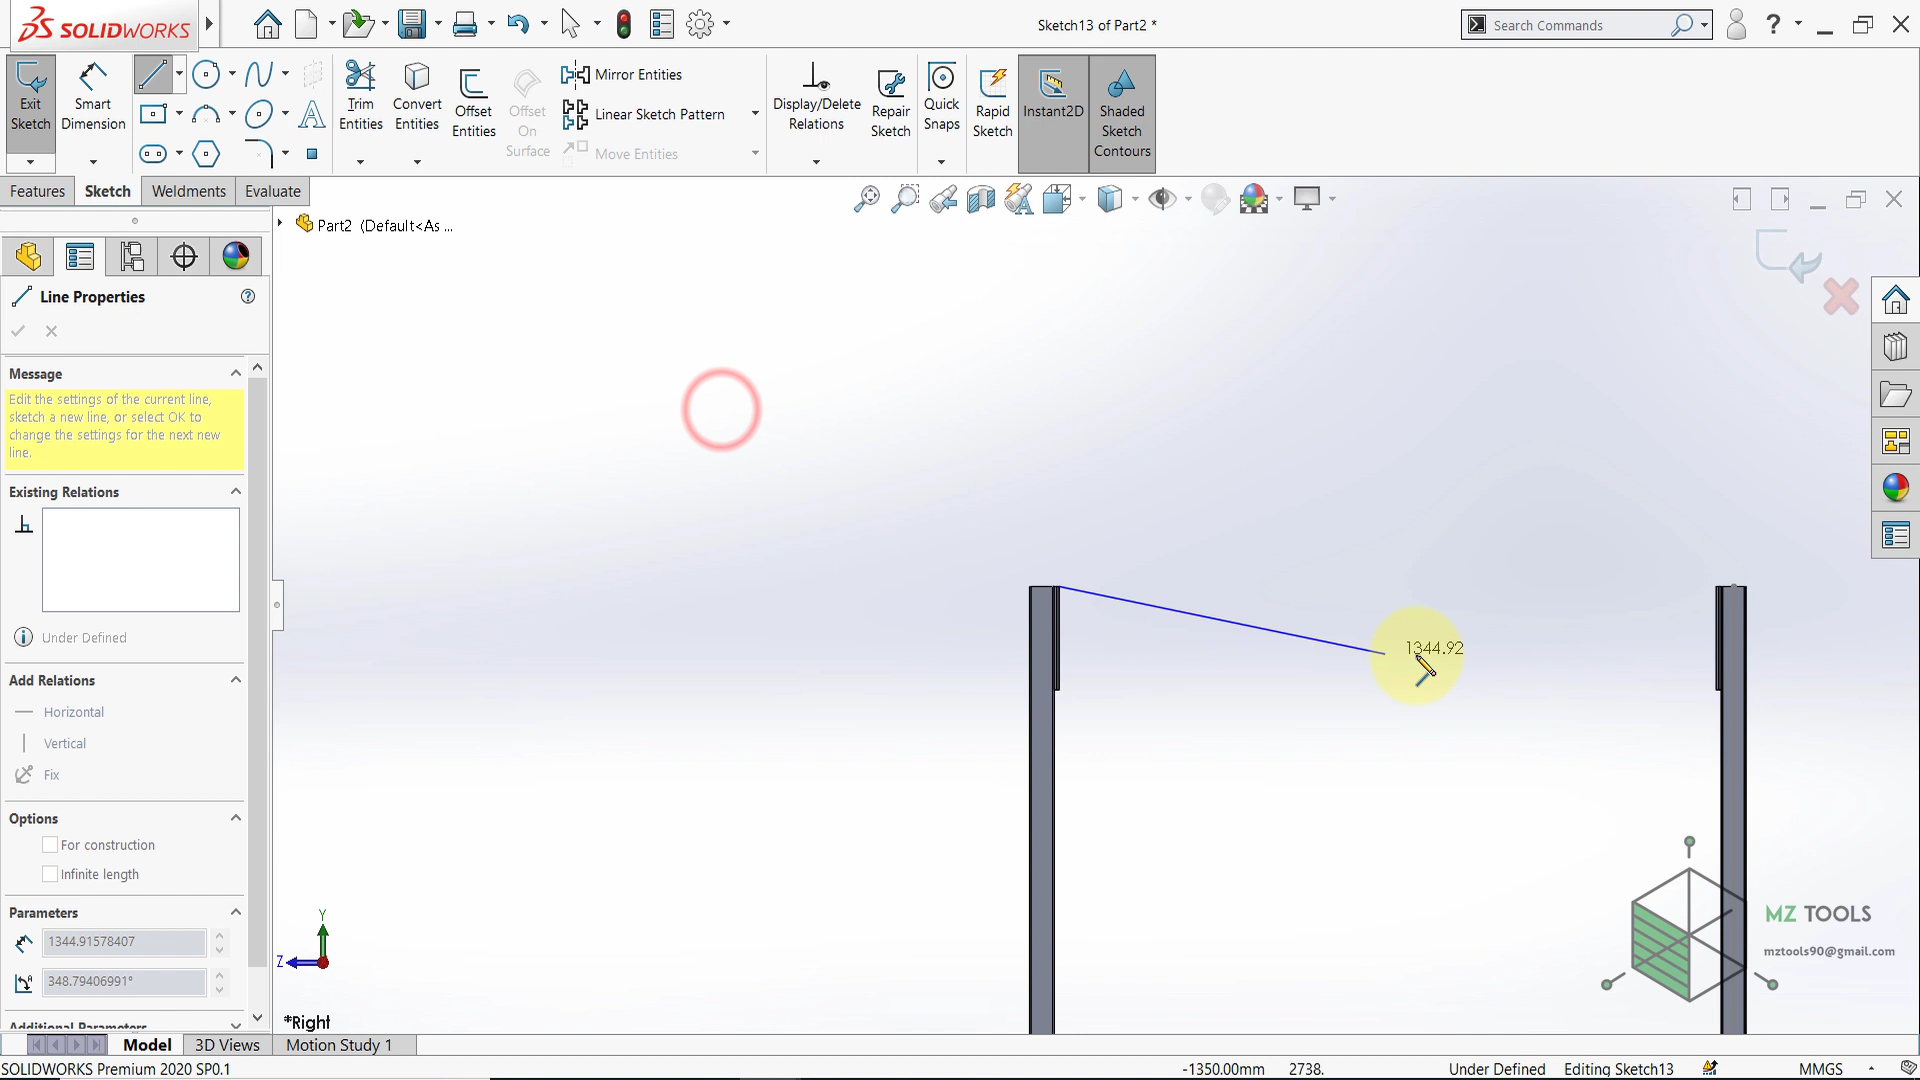 SOLIDWORKS
Sketch13 of Part2 *
Search Commands
?
Exit Sketch
Smart Dimension
Trim Entities
Convert Entities
Offset Entities
Offset On Surface
Mirror Entities
Linear Sketch Pattern
Move Entities
Display/Delete Relations
Repair Sketch
Quick Snaps
Rapid Sketch
Instant2D
Shaded Sketch Contours
Features
Sketch
Weldments
Evaluate
Part2 (Default<As ...
Line Properties
?
Message
Edit the settings of the current line,
sketch a new line, or select OK to
change the settings for the next new
line.
Existing Relations
Under Defined
Add Relations
Horizontal
Vertical
Fix
Options
For construction
Infinite length
Parameters
1344.91578407
348.79406991°
Additional Parameters
1344.92
Y
Z
*Right
MZ TOOLS
mztools90@gmail.com
Model
3D Views
Motion Study 1
SOLIDWORKS Premium 2020 SP0.1
-1350.00mm
2738.
Under Defined
Editing Sketch13
MMGS